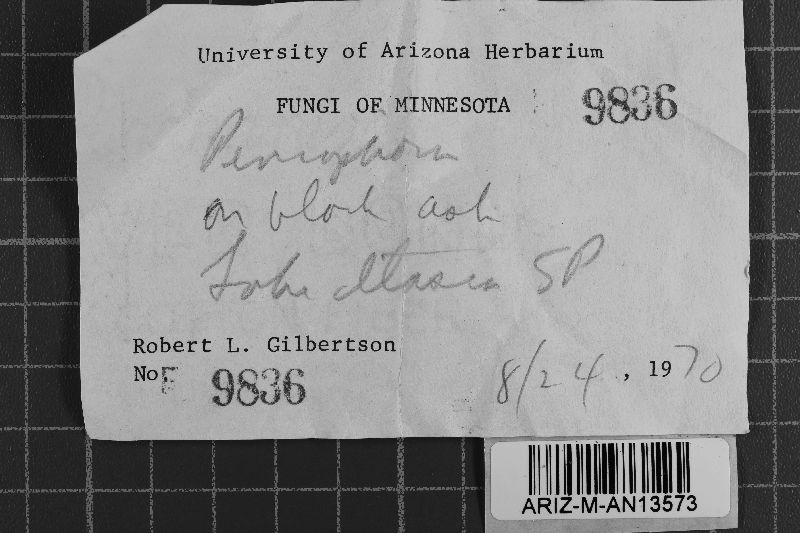 University of Arizona Herbarium
FUNGI OF MINNESOTA 9836
Peniophora
on black ash
Lake Itasca SP
Robert L. Gilbertson
No 9836 8/24, 1970
ARIZ-M-AN13573